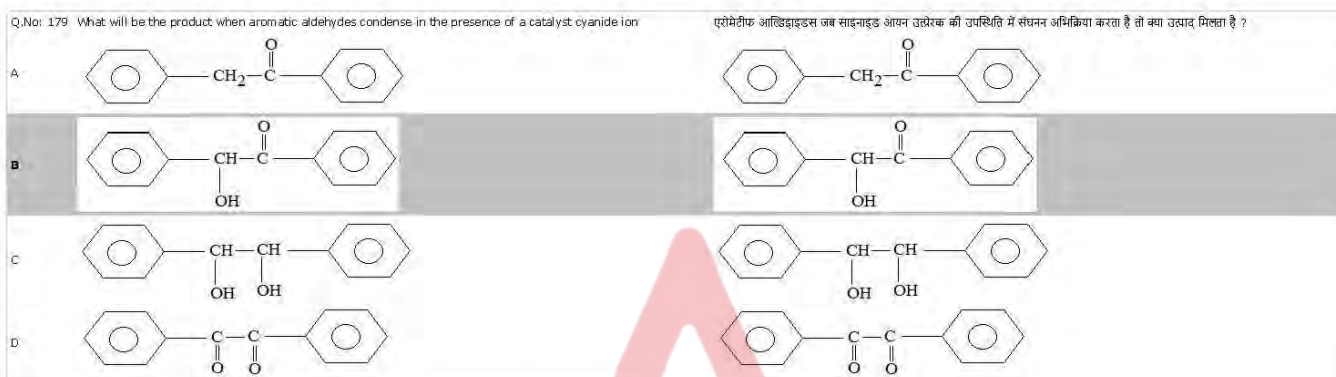 Q.No: 179 What will be the product when aromatic aldehydes condense in the presence of a catalyst cyanide ion
एरोमेटीफ आल्डिइाइडस जब साइनाइड आयन उत्प्रेरक की उपस्थिति में संघनन अभिक्रिया करता है तो क्या उत्पाद मिलता है ?
A
O
CH2—C
O
CH2—C
B
O
CH—C
OH
O
CH—C
OH
C
CH—CH
OH OH
CH—CH
OH OH
D
C—C
O O
C—C
O O